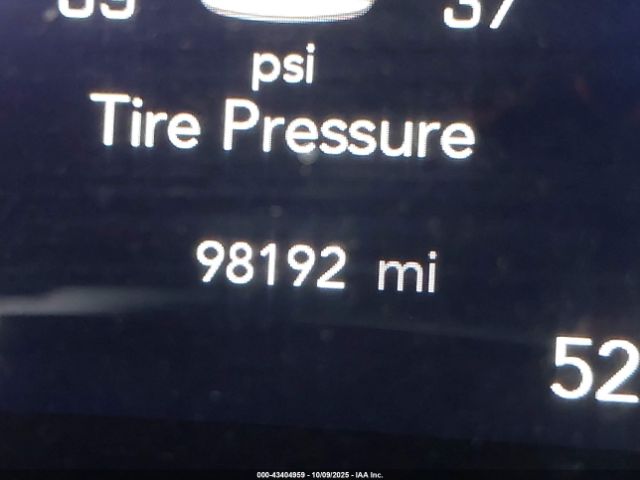 37
psi
Tire Pressure
98192 mi
52
000-43404959 - 10/09/2025 - IAA Inc.